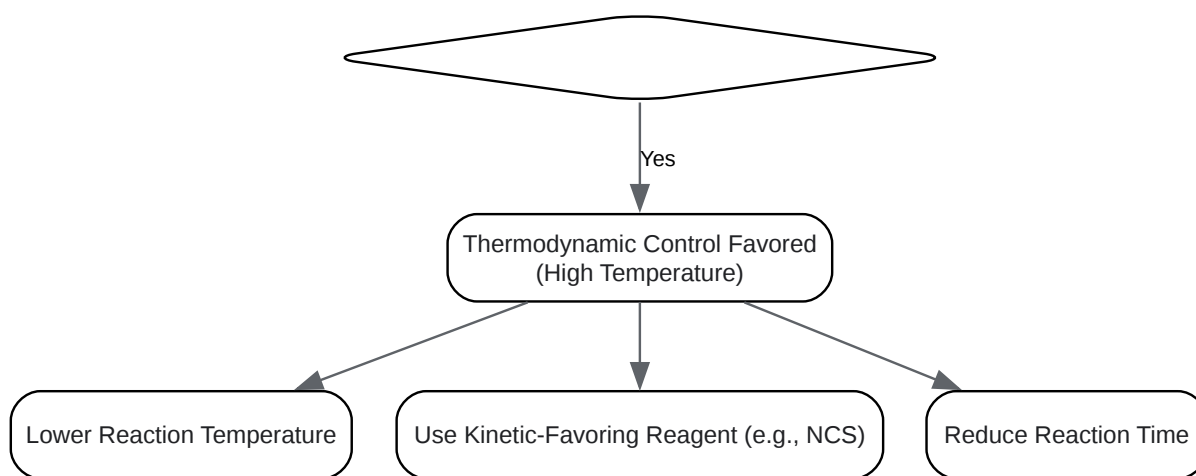 Yes
Thermodynamic Control Favored
(High Temperature)
Lower Reaction Temperature
Use Kinetic-Favoring Reagent (e.g., NCS)
Reduce Reaction Time